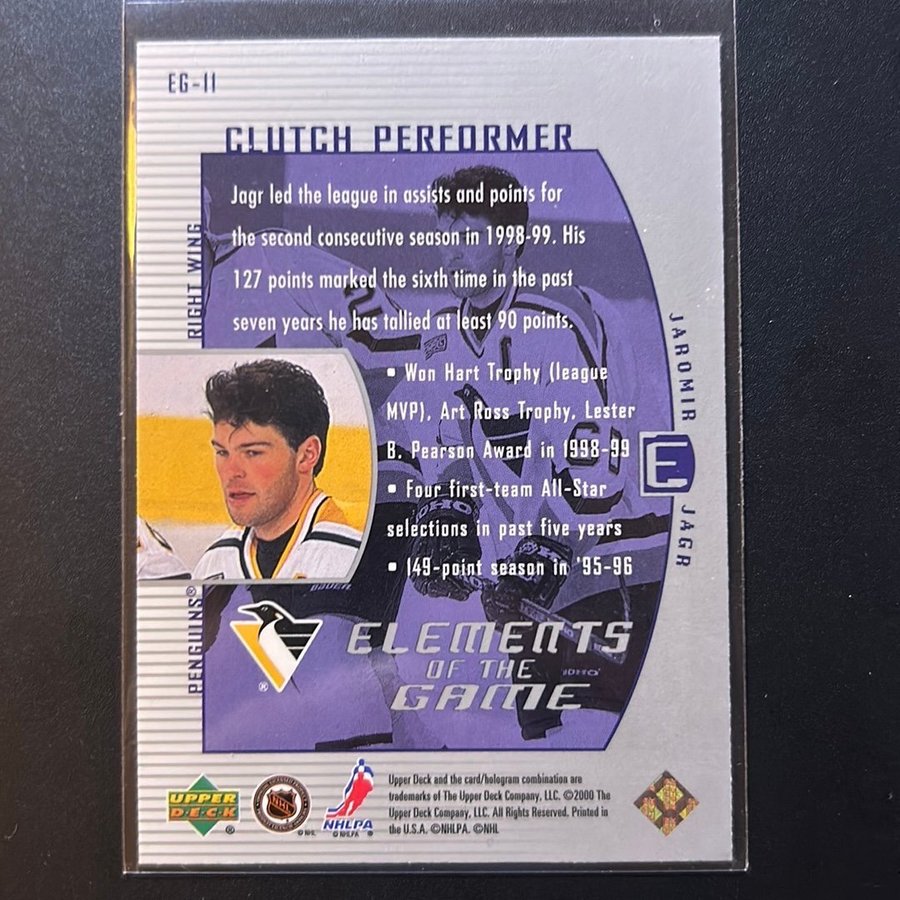 EG-11
CLUTCH PERFORMER
Jagr led the league in assists and points for
the second consecutive season in 1998-99. His
127 points marked the sixth time in the past
seven years he has tallied at least 90 points.
• Won Hart Trophy (league
MVP), Art Ross Trophy, Lester
B. Pearson Award in 1998-99
• Four first-team All-Star
selections in past five years
• 149-point season in '95-96
RIGHT WING
PENGUINS®
JAROMIR
E
JAGR
®
ELEMENTS
OF THE
GAME
UPPER
DECK
®
NHL
©NHL
NHLPA
©NHLPA
Upper Deck and the card/hologram combination are
trademarks of The Upper Deck Company, LLC. ©2000 The
Upper Deck Company, LLC. All Rights Reserved. Printed in
the U.S.A. ©NHLPA. ©NHL